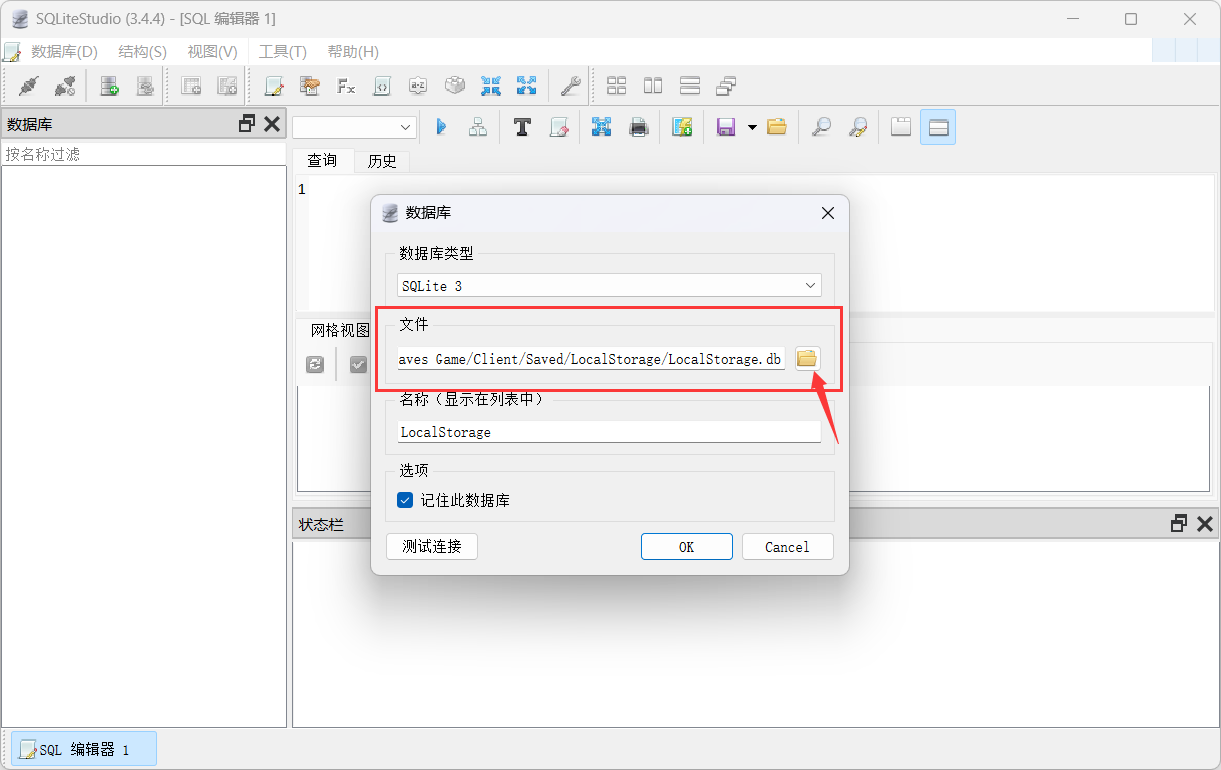 SQLiteStudio (3.4.4) - [SQL 编辑器 1]
数据库(D) 结构(S) 视图(V) 工具(T) 帮助(H)
数据库
按名称过滤
查询 历史
1
数据库
数据库类型
SQLite 3
文件
aves Game/Client/Saved/LocalStorage/LocalStorage.db
名称（显示在列表中）
LocalStorage
选项
记住此数据库
测试连接 OK Cancel
网格视图
状态栏
SQL 编辑器 1